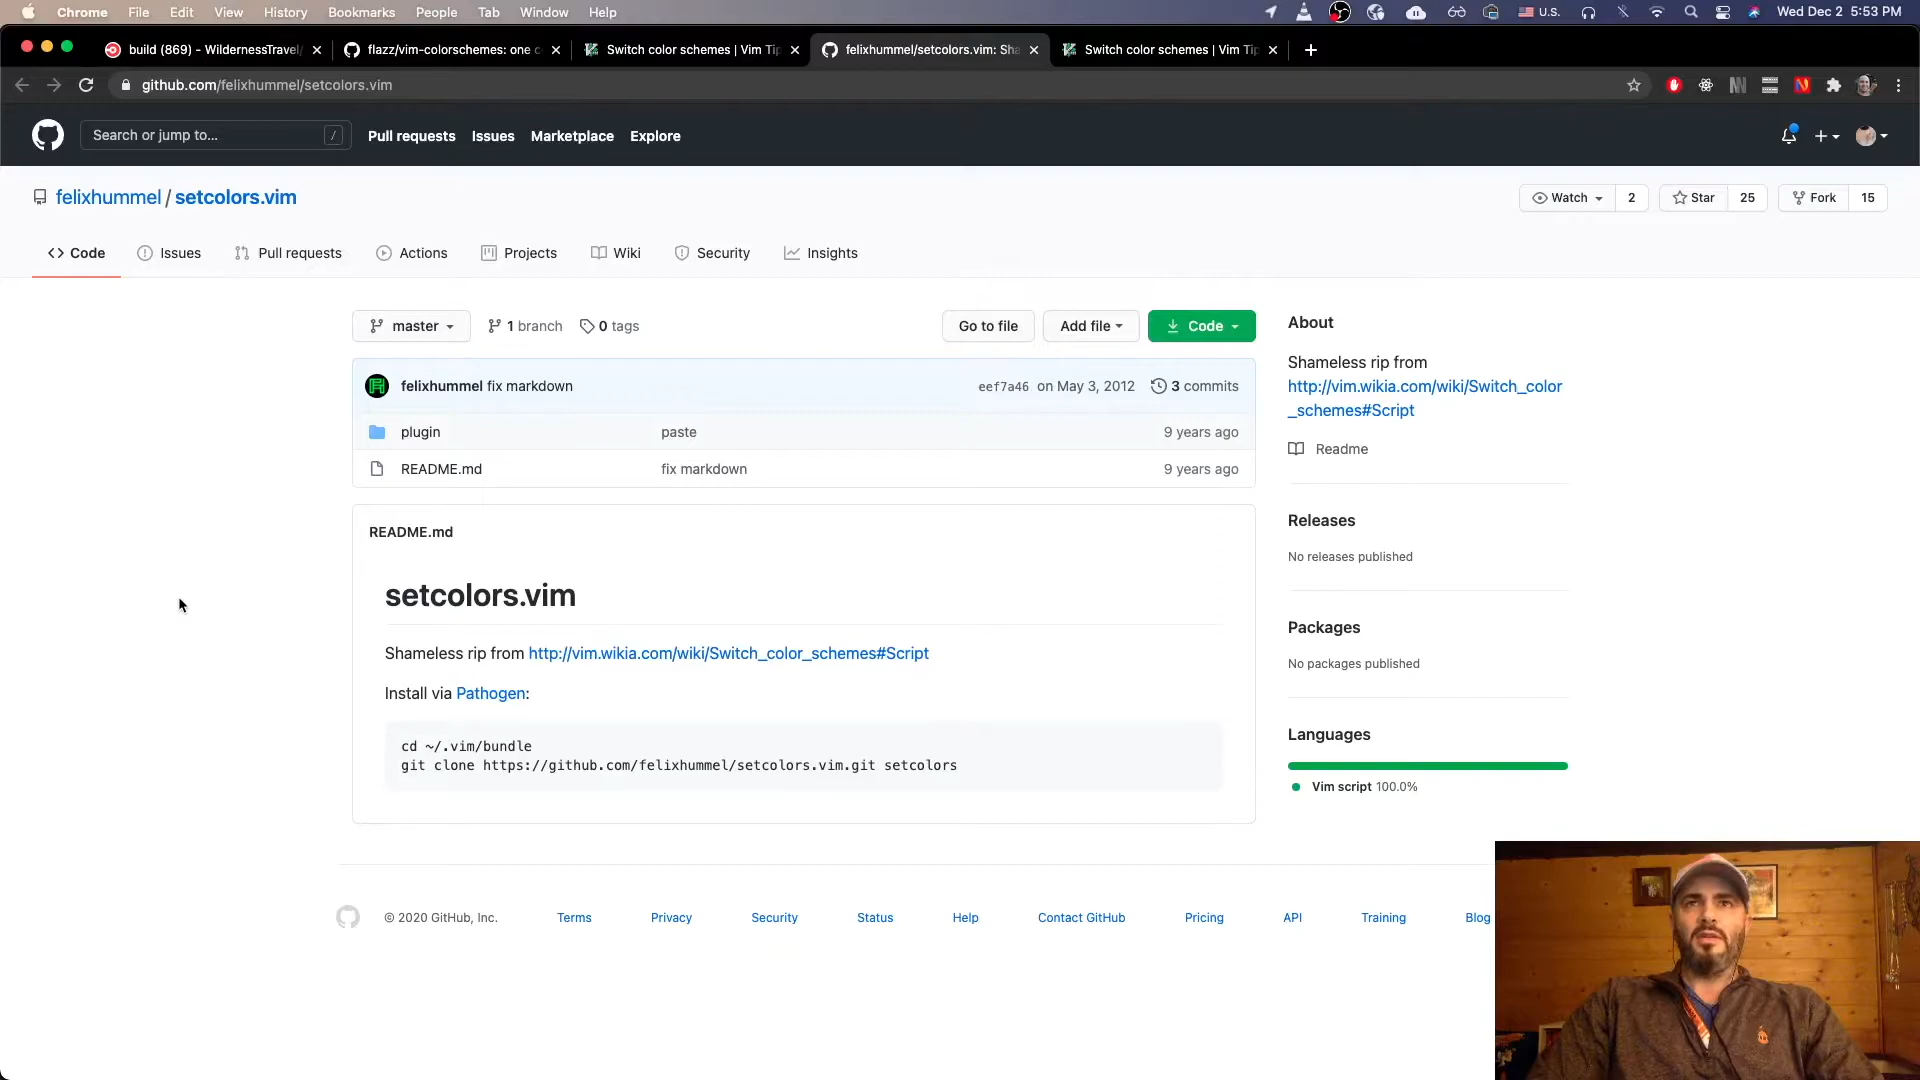 Chrome File Edit View History Bookmarks People Tab Window Help U.S. Wed Dec 2 5:53 PM
build (869) - WildernessTravel/ flazz/vim-colorschemes: one c Switch color schemes | Vim Tip felixhummel/setcolors.vim: Sha Switch color schemes | Vim Tip
github.com/felixhummel/setcolors.vim
Search or jump to... / Pull requests Issues Marketplace Explore
felixhummel / setcolors.vim Watch 2 Star 25 Fork 15
Code Issues Pull requests Actions Projects Wiki Security Insights
master 1 branch 0 tags Go to file Add file Code
felixhummel fix markdown eef7a46 on May 3, 2012 3 commits
plugin paste 9 years ago
README.md fix markdown 9 years ago
README.md
setcolors.vim
Shameless rip from http://vim.wikia.com/wiki/Switch_color_schemes#Script
Install via Pathogen:
cd ~/.vim/bundle
git clone https://github.com/felixhummel/setcolors.vim.git setcolors
About
Shameless rip from
http://vim.wikia.com/wiki/Switch_color
_schemes#Script
Readme
Releases
No releases published
Packages
No packages published
Languages
Vim script 100.0%
© 2020 GitHub, Inc. Terms Privacy Security Status Help Contact GitHub Pricing API Training Blog